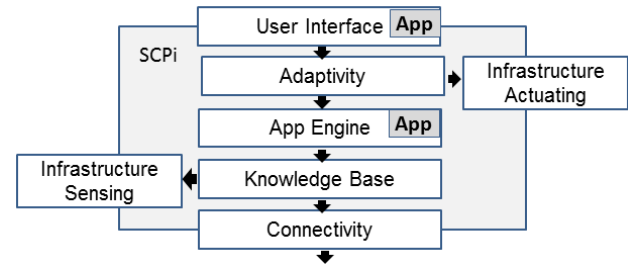 User Interface App
SCPi
Adaptivity
Infrastructure
Actuating
App Engine App
Infrastructure
Sensing
Knowledge Base
Connectivity